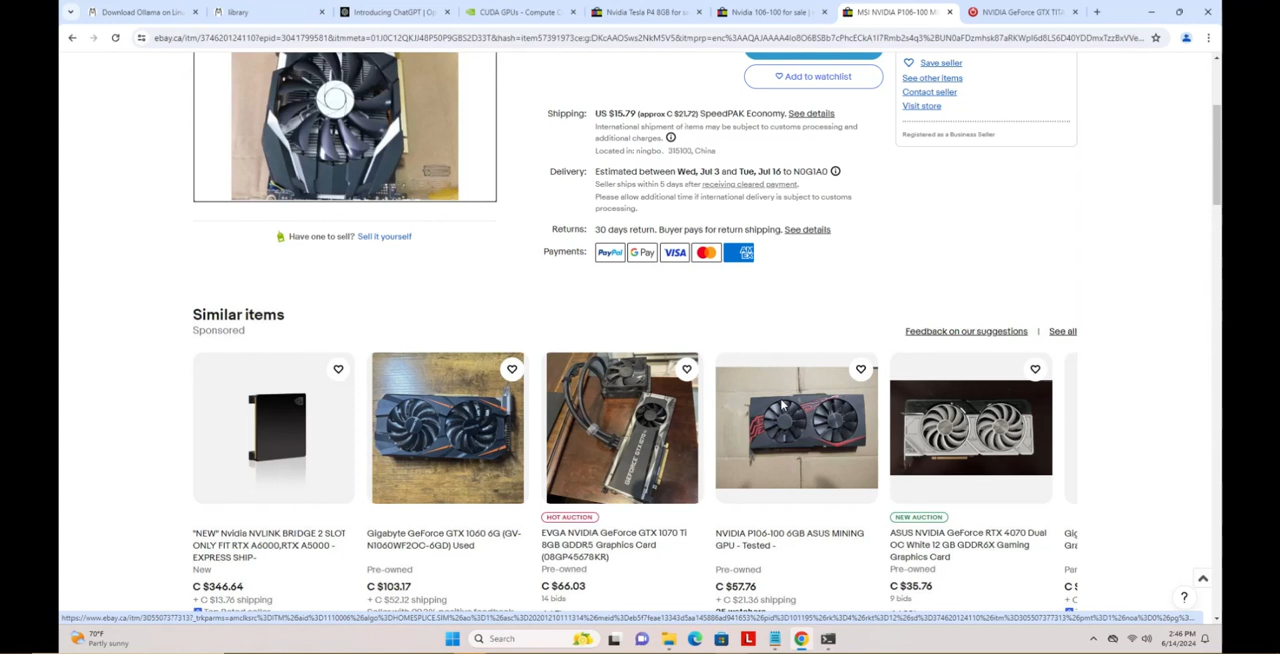 Download Ollama on Lin
library
Introducing ChatGPT | Op
CUDA GPUs - Compute C
Nvidia Tesla P4 8GB for sa
Nvidia 106-100 for sale |
MSI NVIDIA P106-100 M
NVIDIA GeForce GTX TITA
Save seller
Add to watchlist
See other items
Contact seller
Visit store
Registered as a Business Seller
Shipping: US $15.79 (approx C $21.72) SpeedPAK Economy. See details
International shipment of items may be subject to customs processing and
additional charges.
Located in: ningbo, 315100, China
Delivery: Estimated between Wed, Jul 3 and Tue, Jul 16 to N0G1A0
Seller ships within 5 days after receiving cleared payment.
Please allow additional time if international delivery is subject to customs
processing.
Returns: 30 days return. Buyer pays for return shipping. See details
Payments: PayPal G Pay VISA AM EX
Have one to sell? Sell it yourself
Similar items
Sponsored
Feedback on our suggestions | See all
HOT AUCTION
NEW AUCTION
"NEW" Nvidia NVLINK BRIDGE 2 SLOT
ONLY FIT RTX A6000,RTX A5000 -
EXPRESS SHIP-
New
C $346.64
+ C $13.76 shipping
Top Rated seller
Gigabyte GeForce GTX 1060 6G (GV-
N1060WF2OC-6GD) Used
Pre-owned
C $103.17
+ C $52.12 shipping
EVGA NVIDIA GeForce GTX 1070 Ti
8GB GDDR5 Graphics Card
(08GP45678KR)
Pre-owned
C $66.03
14 bids
NVIDIA P106-100 6GB ASUS MINING
GPU - Tested -
Pre-owned
C $57.76
+ C $21.36 shipping
ASUS NVIDIA GeForce RTX 4070 Dual
OC White 12 GB GDDR6X Gaming
Graphics Card
Pre-owned
C $35.76
9 bids
70°F
Partly sunny
Search
2:46 PM
6/14/2024